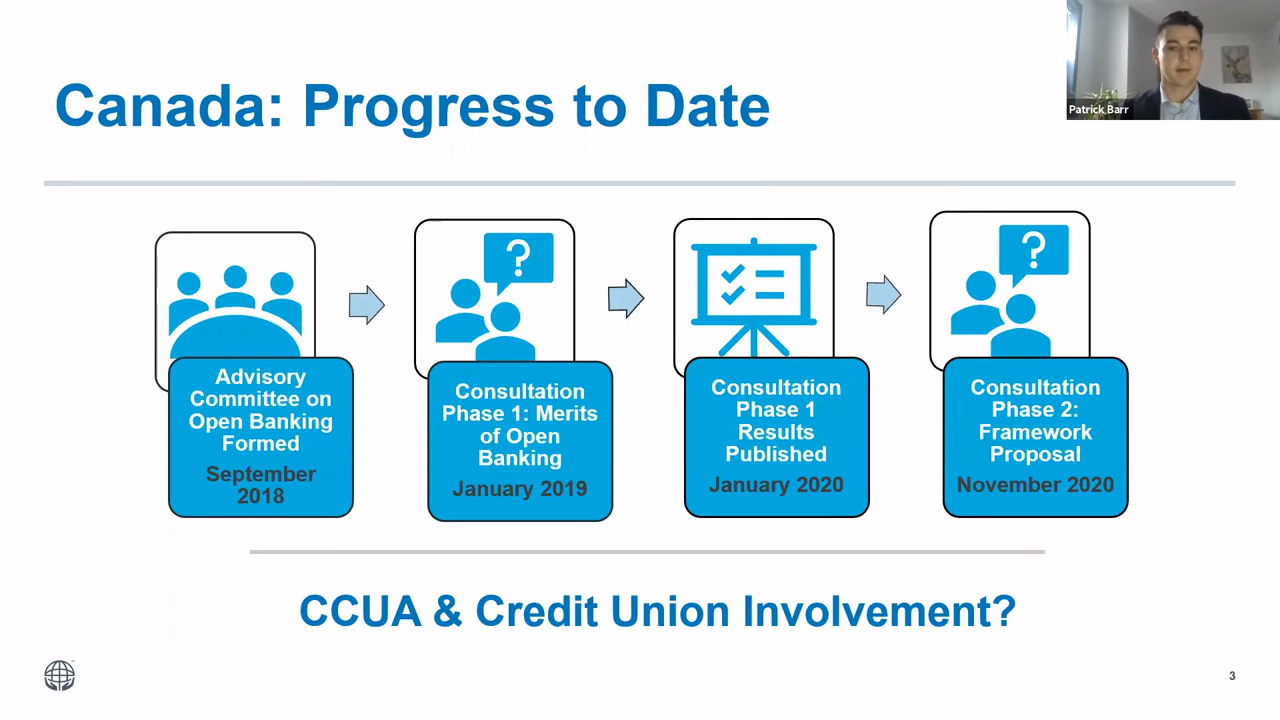 Canada: Progress to Date
Patrick Barr
?
?
Advisory
Committee on
Open Banking
Formed
September
2018
Consultation
Phase 1: Merits
of Open
Banking
January 2019
Consultation
Phase 1
Results
Published
January 2020
Consultation
Phase 2:
Framework
Proposal
November 2020
CCUA & Credit Union Involvement?
3